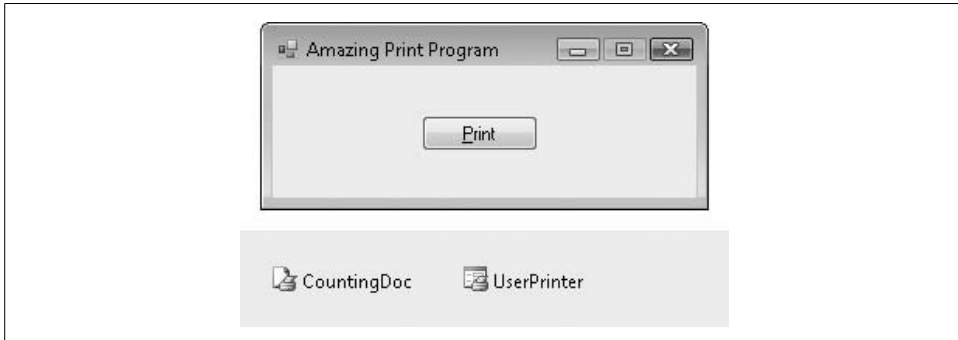 Amazing Print Program
Print
CountingDoc
UserPrinter